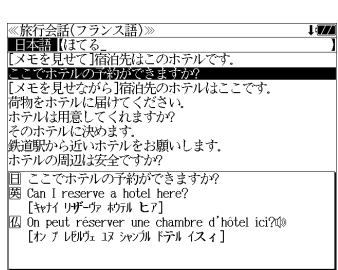 ≪旅行会話(フランス語)≫
日本語【ほてる_ 】
[メモを見せて]宿泊先はこのホテルです.
ここでホテルの予約ができますか?
[メモを見せながら]宿泊先のホテルはここです.
荷物をホテルに届けてください.
ホテルは用意してくれますか?
そのホテルに決めます.
鉄道駅から近いホテルをお願いします.
ホテルの周辺は安全ですか?
日 ここでホテルの予約ができますか?
英 Can I reserve a hotel here?
[キャナイ リザーヴァ ホウテル ヒア]
仏 On peut reserver une chambre d'hôtel ici?
[オン プ レゼルヴェ ユヌ シャンブル ドテル イスィ]